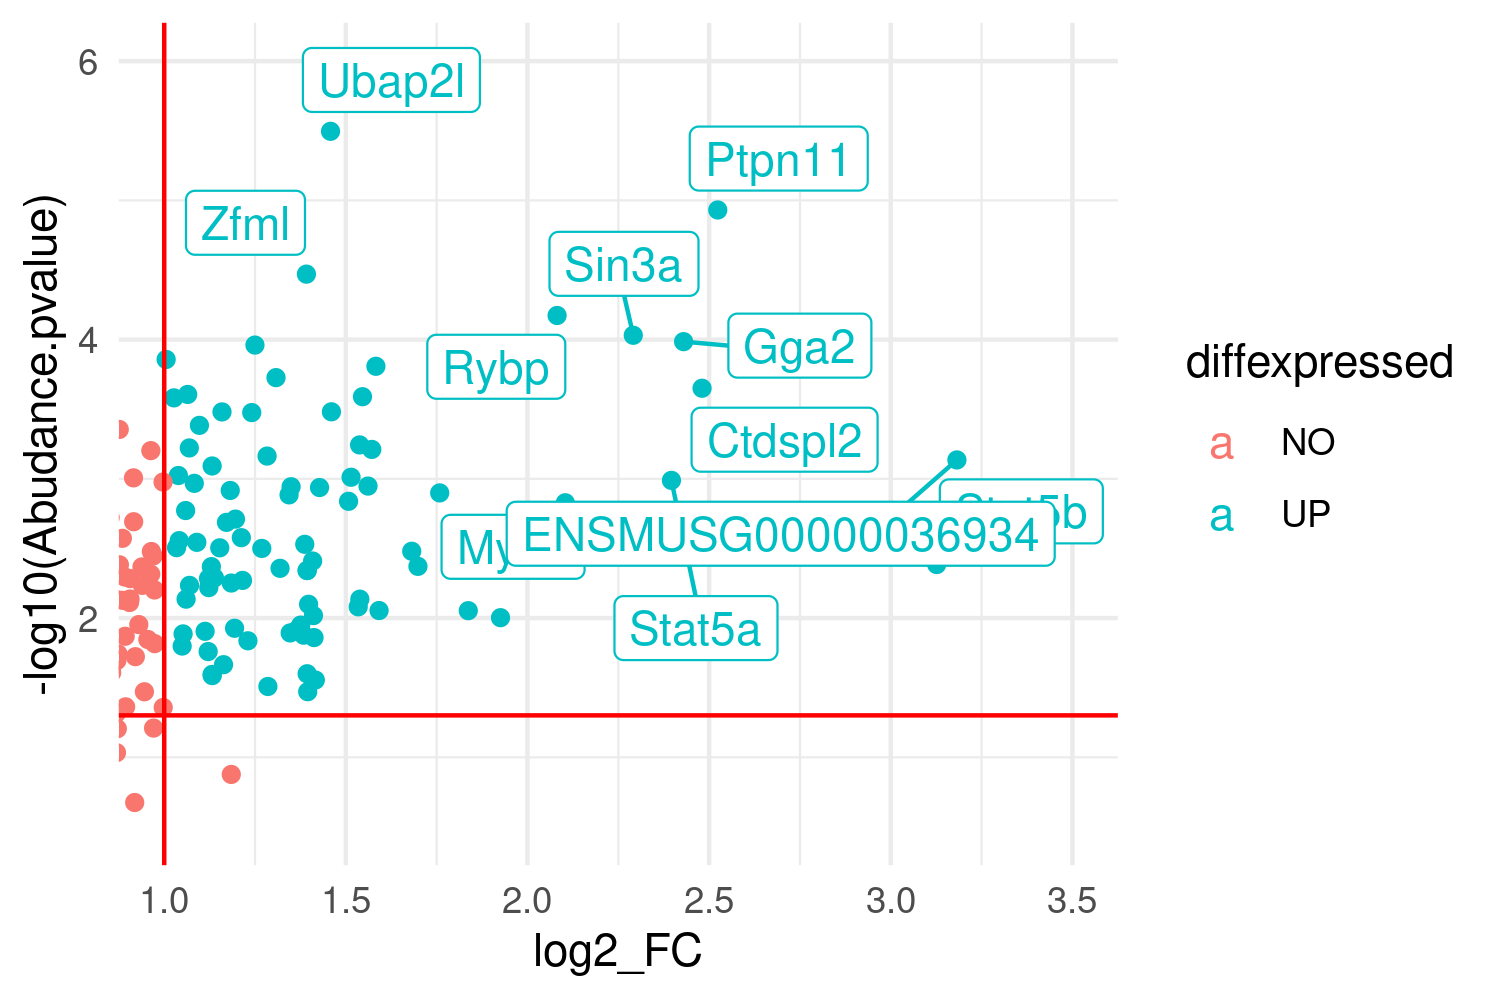 6
Ubap2l
Ptpn11
Zfml
Sin3a
4
Gga2
Rybp
Ctdspl2
ENSMUSG00000036934
Stat5a
2
-log10(Abudance.pvalue)
1.0 1.5 2.0 2.5 3.0 3.5
log2_FC
diffexpressed
a NO
a UP